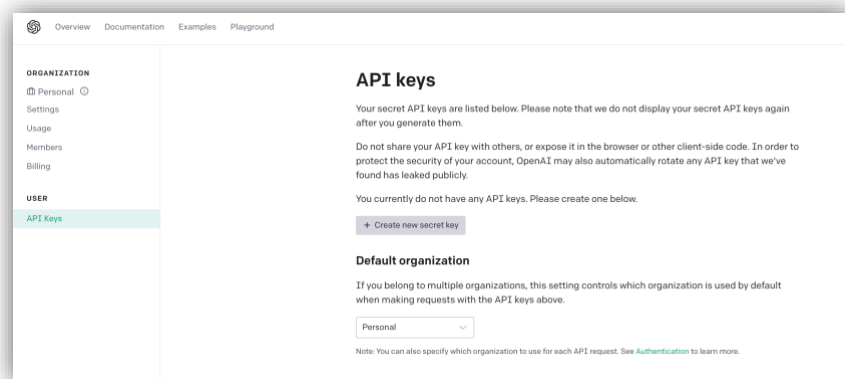 Overview Documentation Examples Playground
ORGANIZATION
Personal
Settings
Usage
Members
Billing
USER
API Keys
API keys
Your secret API keys are listed below. Please note that we do not display your secret API keys again
after you generate them.
Do not share your API key with others, or expose it in the browser or other client-side code. In order to
protect the security of your account, OpenAI may also automatically rotate any API key that we've
found has leaked publicly.
You currently do not have any API keys. Please create one below.
+ Create new secret key
Default organization
If you belong to multiple organizations, this setting controls which organization is used by default
when making requests with the API keys above.
Personal
Note: You can also specify which organization to use for each API request. See Authentication to learn more.